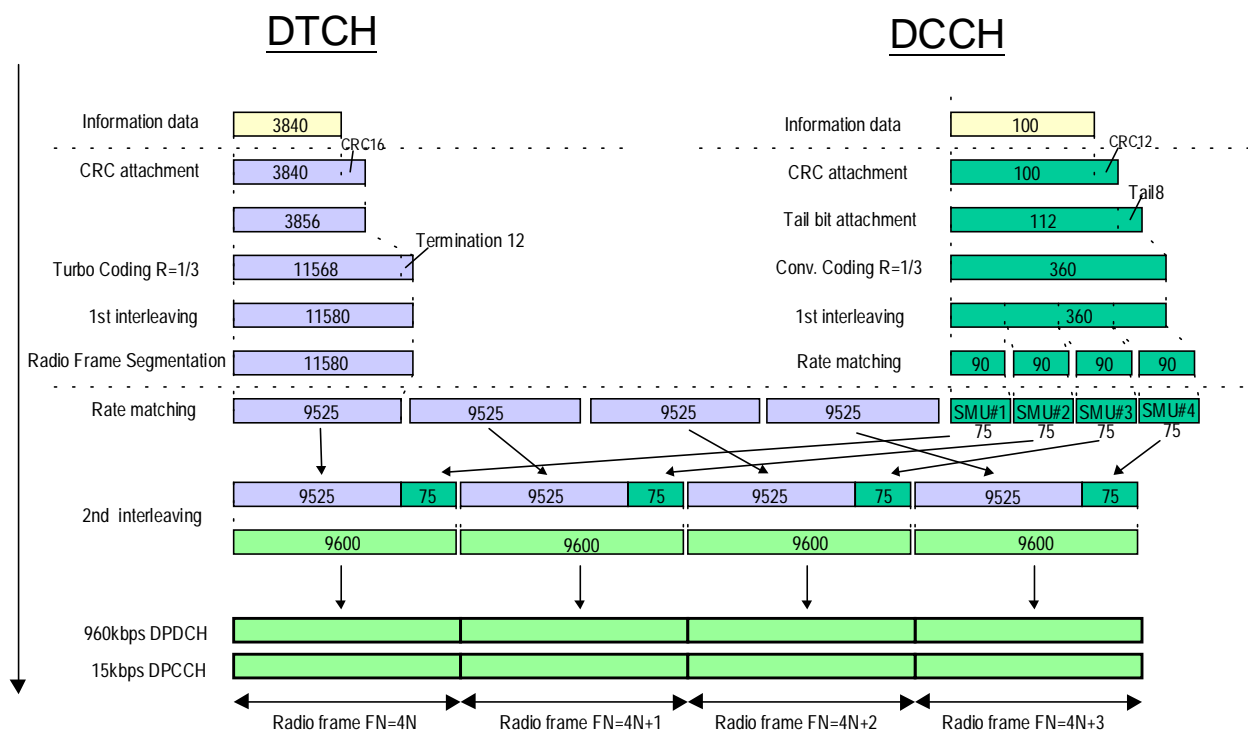 DTCH DCCH
Information data 3840 Information data 100
CRC16 CRC12
CRC attachment 3840 CRC attachment 100
Tail8
3856 Tail bit attachment 112
Termination 12
Turbo Coding R=1/3 11568 Conv. Coding R=1/3 360
1st interleaving 11580 1st interleaving 360
Radio Frame Segmentation 11580 Rate matching 90 90 90 90
Rate matching 9525 9525 9525 9525 SMU#1 SMU#2 SMU#3 SMU#4
75 75 75 75
9525 75 9525 75 9525 75 9525 75
2nd interleaving
9600 9600 9600 9600
960kbps DPDCH
15kbps DPCCH
Radio frame FN=4N Radio frame FN=4N+1 Radio frame FN=4N+2 Radio frame FN=4N+3